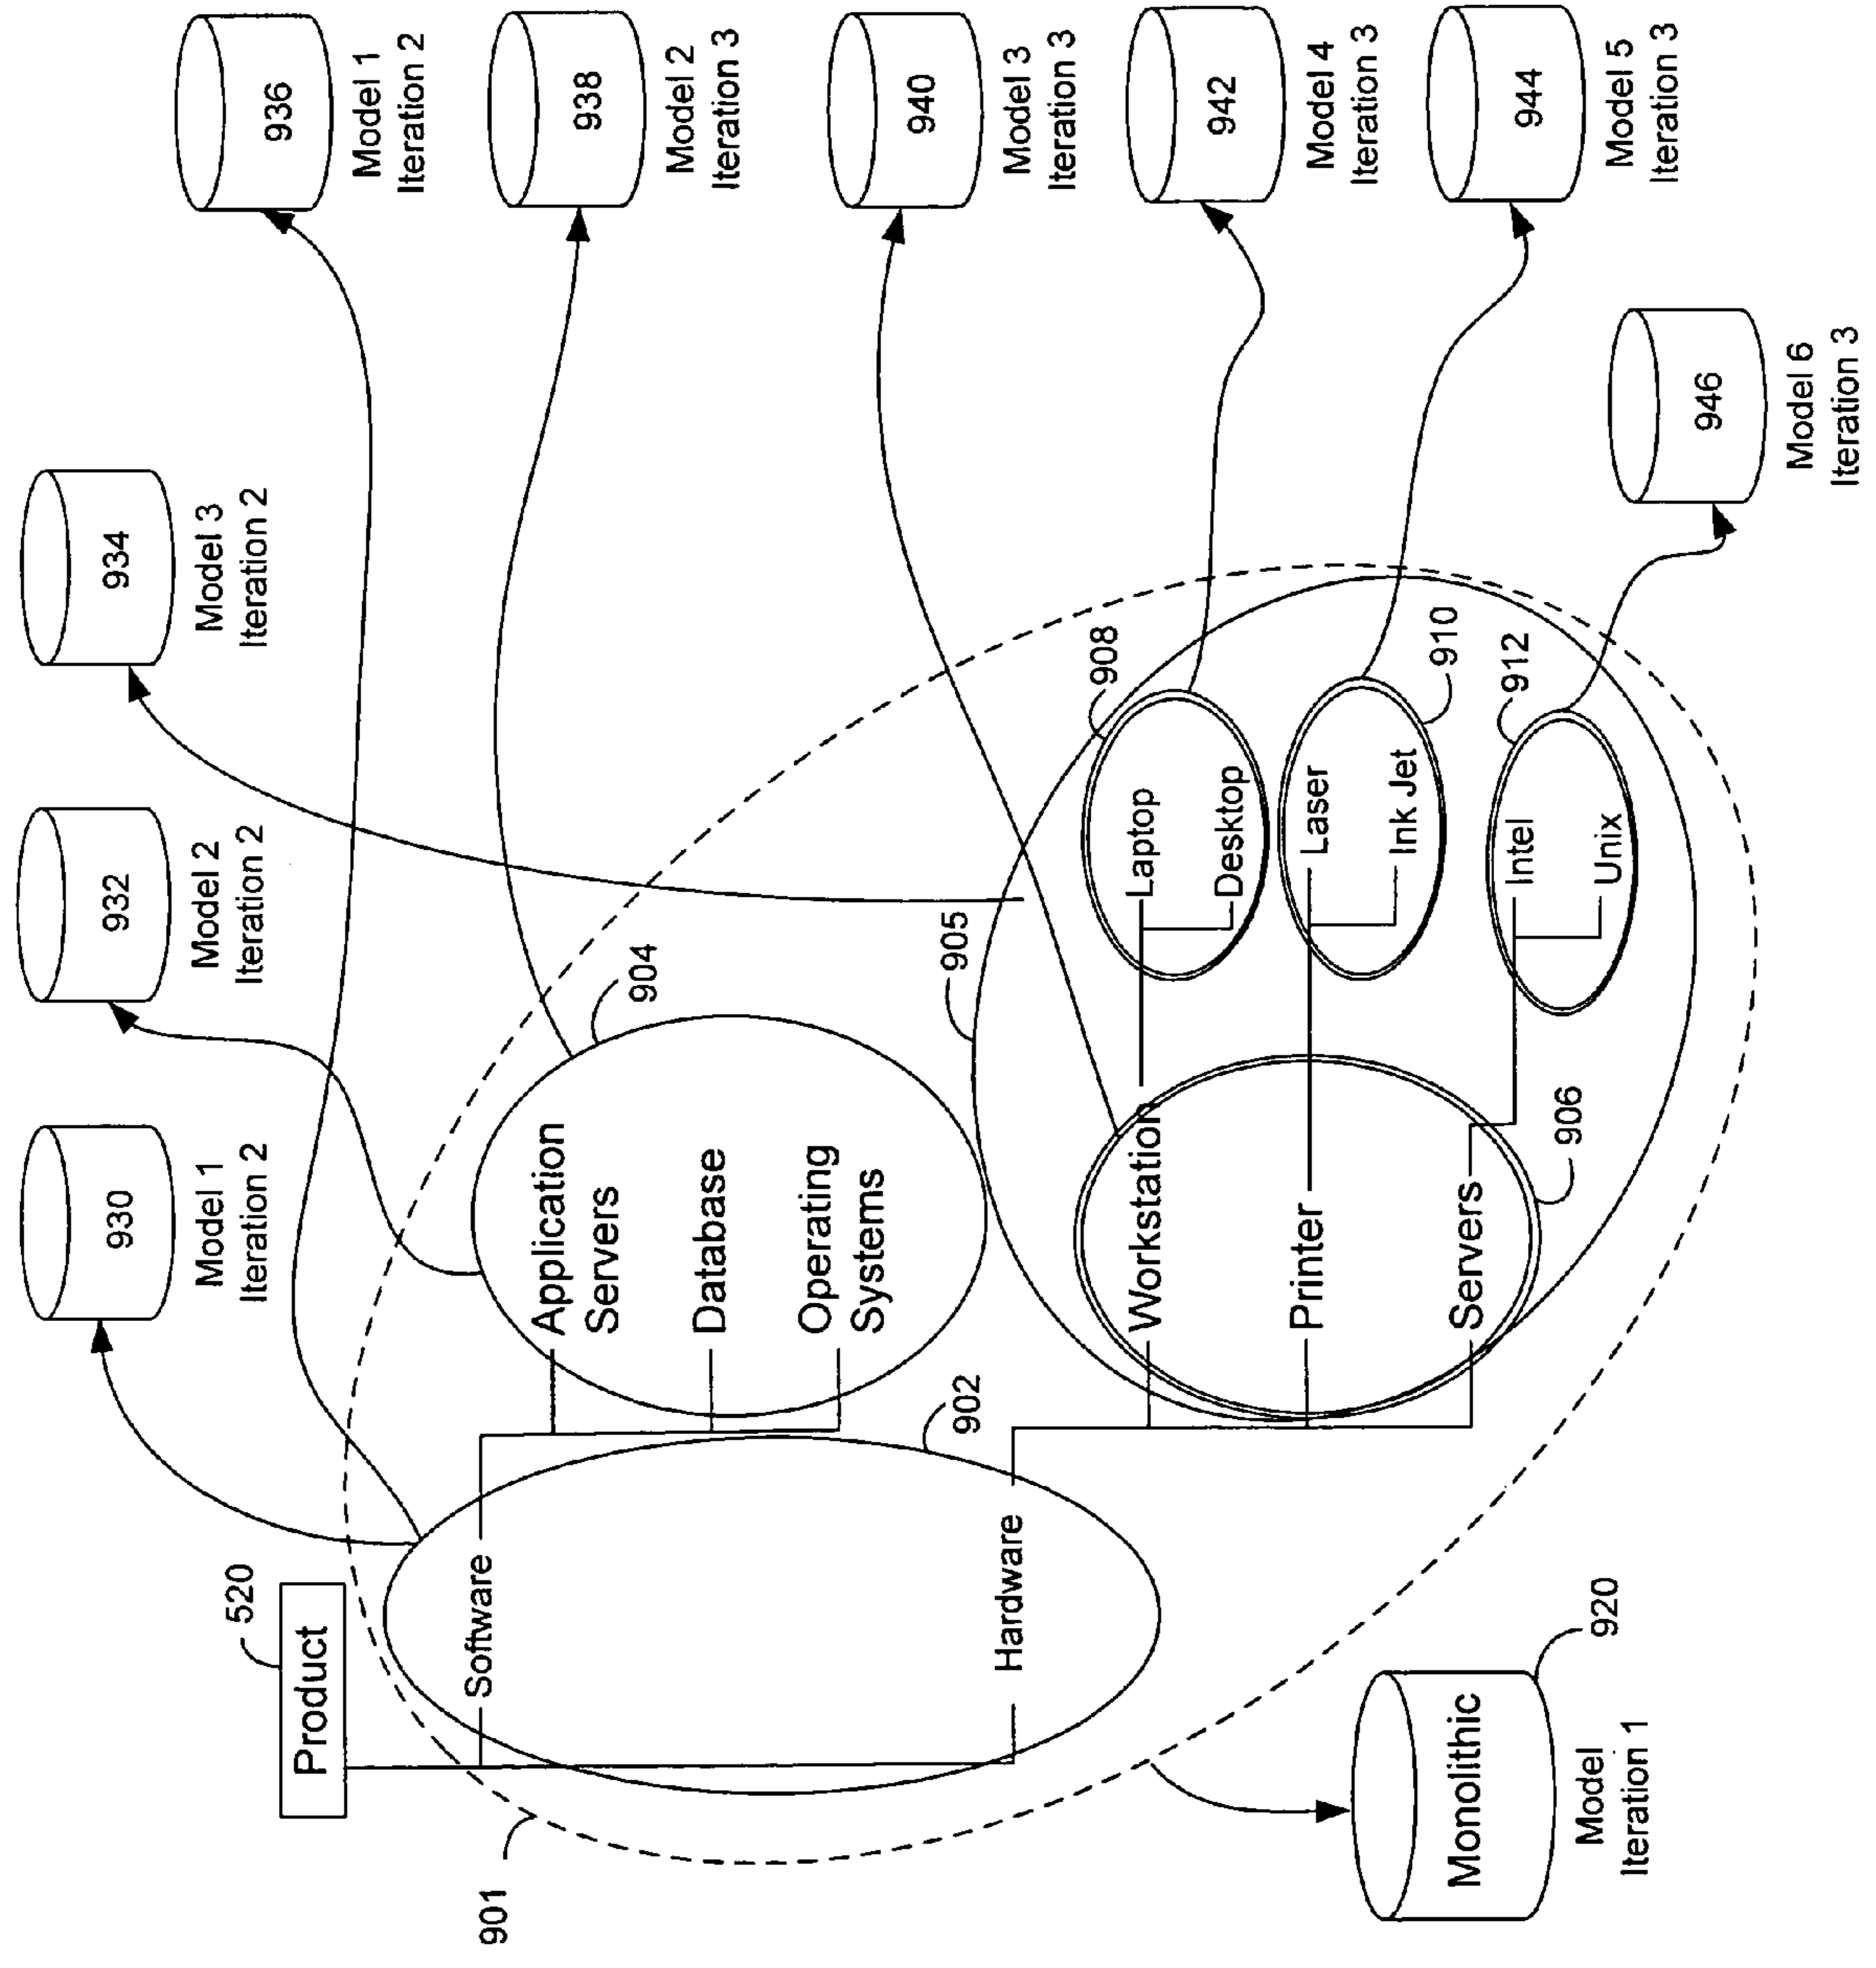 930
Model 1
Iteration 2
932
Model 2
Iteration 2
934
Model 3
Iteration 2
936
Model 1
Iteration 2
520
Product
901
Software
Hardware
902
904
Application
Servers
Database
Operating
Systems
905
938
Model 2
Iteration 3
940
Model 3
Iteration 3
Workstation
Printer
Servers
906
908
Laptop
Desktop
910
Laser
Ink Jet
912
Intel
Unix
942
Model 4
Iteration 3
944
Model 5
Iteration 3
946
Model 6
Iteration 3
Monolithic
920
Model
Iteration 1